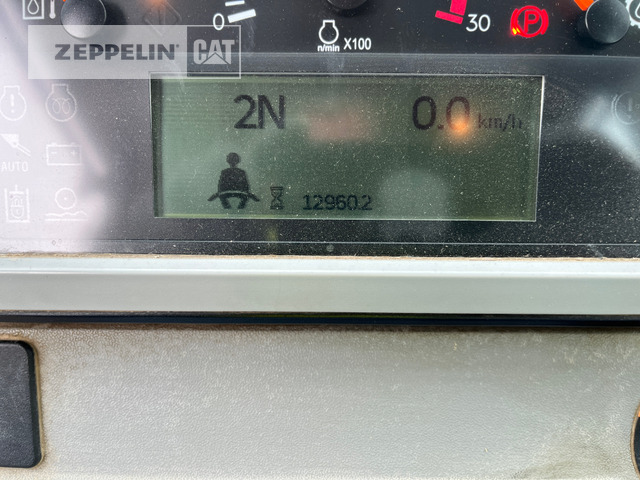 ZEPPELIN CAT
0
n/min X100
30
P
2N 0.0 km/h
AUTO
12960.2